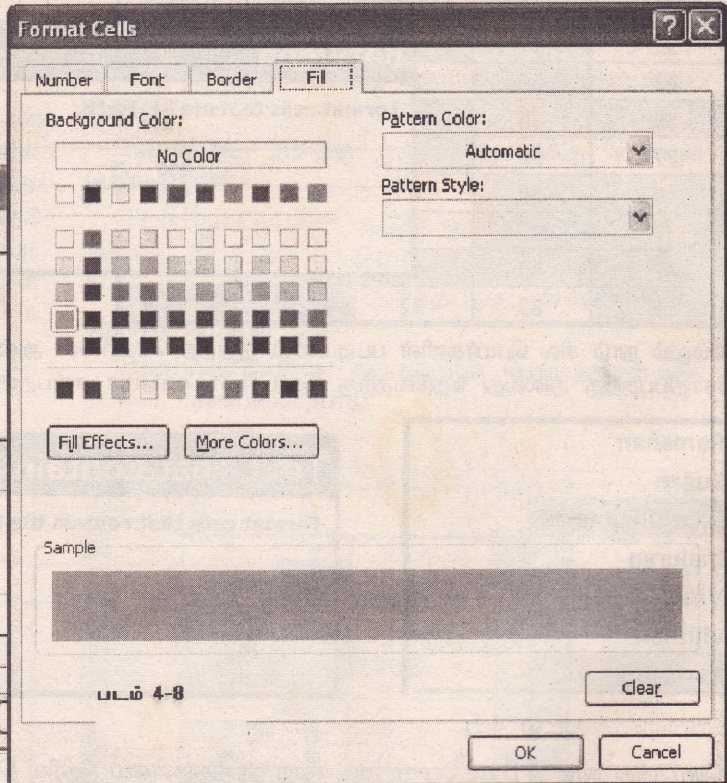 Format Cells
Number Font Border Fill
Background Color:
No Color
Pattern Color:
Automatic
Pattern Style:
Fill Effects... More Colors...
Sample
படம் 4-8
Clear
OK Cancel